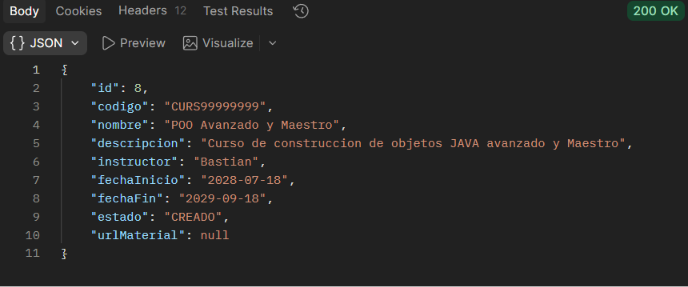 Body Cookies Headers 12 Test Results 200 OK
{} JSON Preview Visualize
1 {
2 "id": 8,
3 "codigo": "CURS99999999",
4 "nombre": "POO Avanzado y Maestro",
5 "descripcion": "Curso de construccion de objetos JAVA avanzado y Maestro",
6 "instructor": "Bastian",
7 "fechaInicio": "2028-07-18",
8 "fechaFin": "2029-09-18",
9 "estado": "CREADO",
10 "urlMaterial": null
11 }